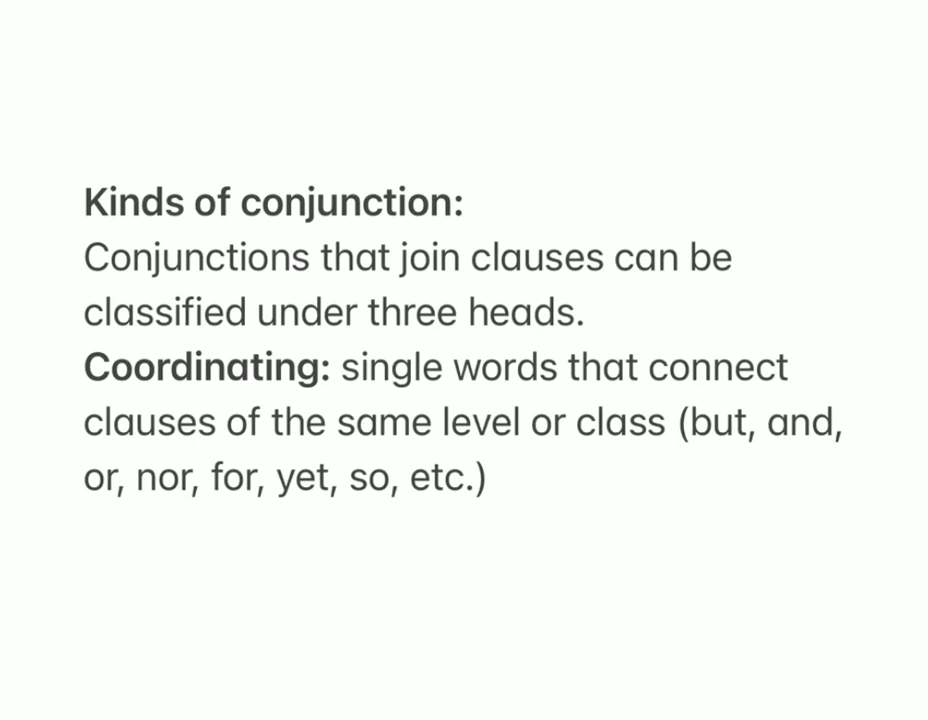 Kinds of conjunction:
Conjunctions that join clauses can be
classified under three heads.
Coordinating: single words that connect
clauses of the same level or class (but, and,
or, nor, for, yet, so, etc.)